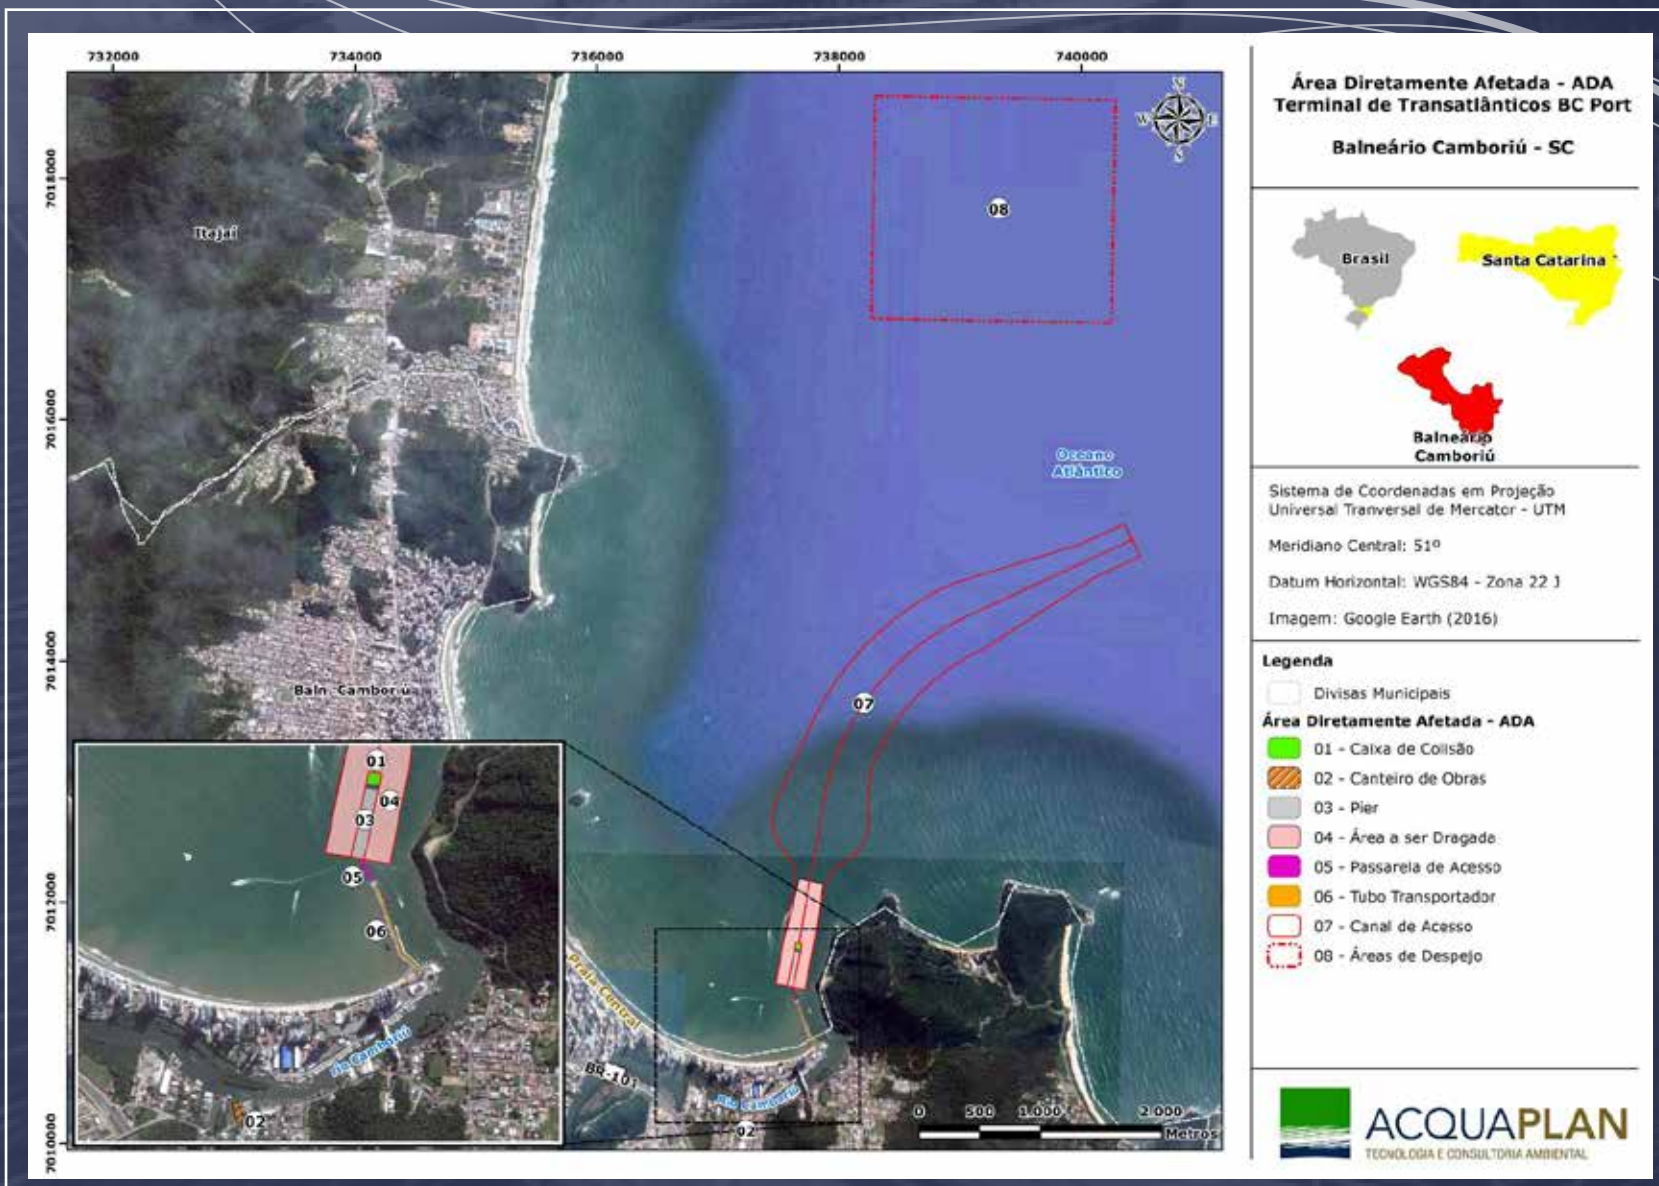 732000
734000
736000
738000
740000
7018000
7016000
7014000
7012000
7010000
N
W
E
S
Itajaí
08
Oceano
Atlântico
07
Baln. Camboriú
01
04
03
05
06
Rio Camboriú
02
Praia Central
BR-101
Rio Camboriú
02
0 500 1.000 2.000
Metros
Área Diretamente Afetada - ADA
Terminal de Transatlânticos BC Port
Balneário Camboriú - SC
Brasil
Santa Catarina
Balneário
Camboriú
Sistema de Coordenadas em Projeção
Universal Tranversal de Mercator - UTM
Meridiano Central: 51º
Datum Horizontal: WGS84 - Zona 22 J
Imagem: Google Earth (2016)
Legenda
Divisas Municipais
Área Diretamente Afetada - ADA
01 - Caixa de Colisão
02 - Canteiro de Obras
03 - Pier
04 - Área a ser Dragada
05 - Passarela de Acesso
06 - Tubo Transportador
07 - Canal de Acesso
08 - Áreas de Despejo
ACQUAPLAN
TECNOLOGIA E CONSULTORIA AMBIENTAL